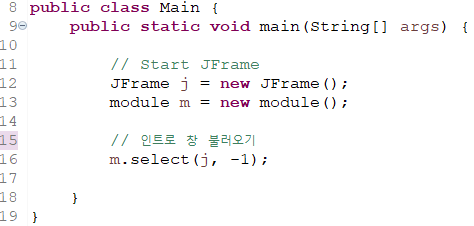 8 public class Main {
9 public static void main(String[] args) {
10
11 // Start JFrame
12 JFrame j = new JFrame();
13 module m = new module();
14
15 // 인트로 창 불러오기
16 m.select(j, -1);
17
18 }
19 }